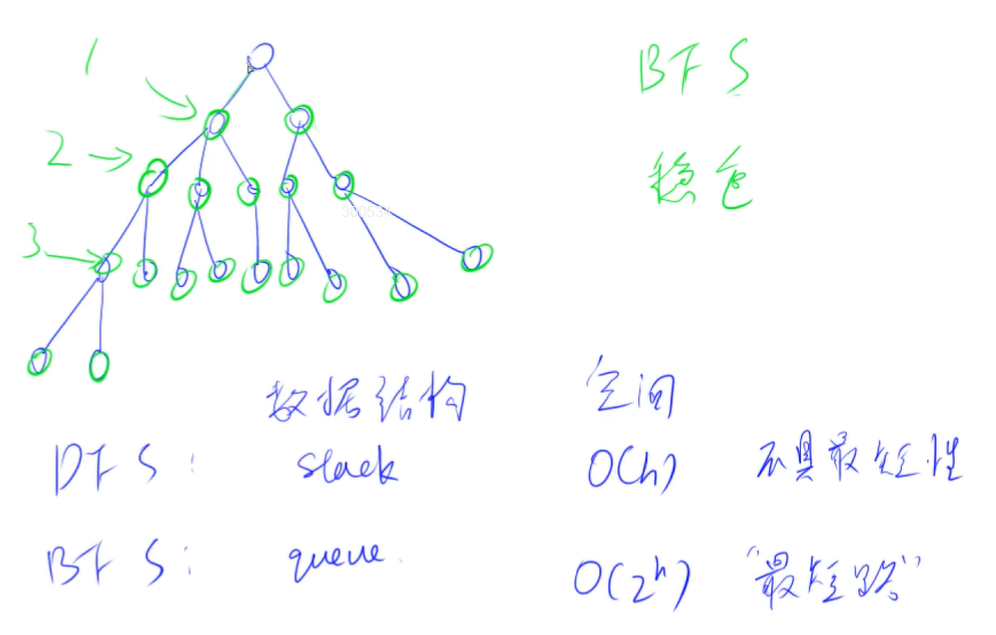 1
BFS
2
稳重
3
数据结构 空间
DFS: stack O(h) 不具最短性
BFS: queue. O(2^h) "最短路"